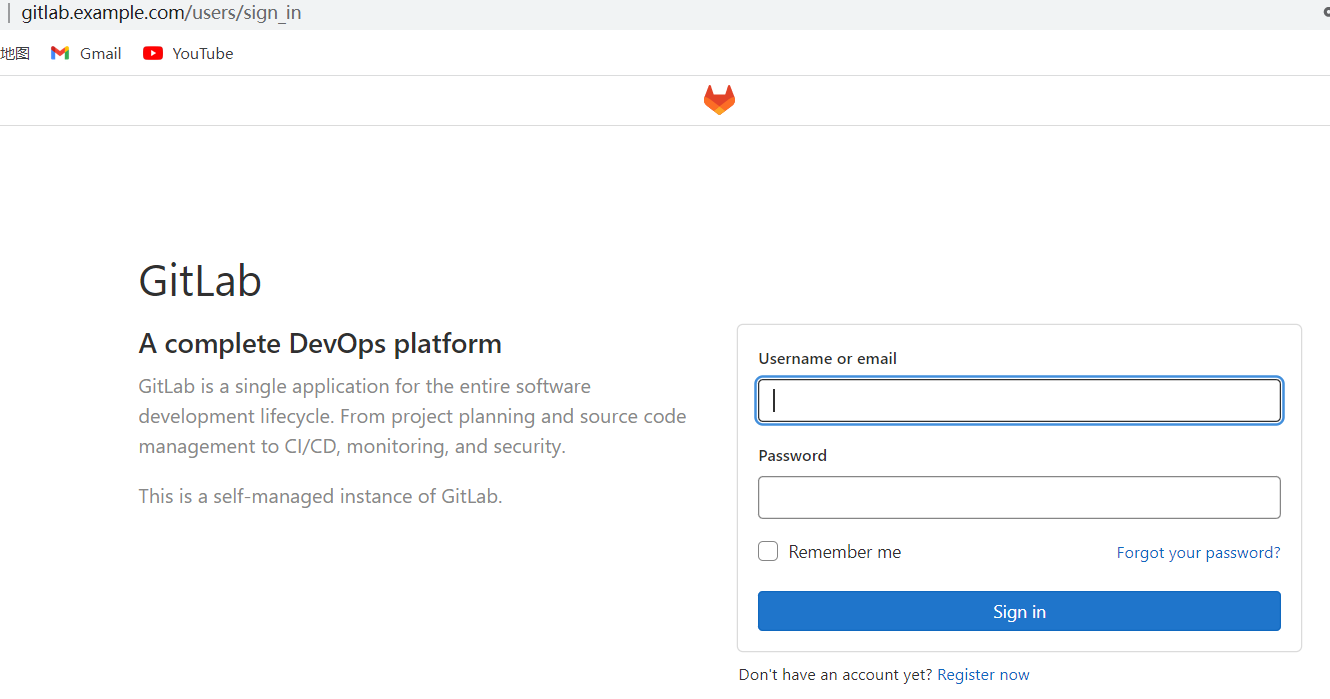 gitlab.example.com/users/sign_in
地图 Gmail YouTube
GitLab
A complete DevOps platform
GitLab is a single application for the entire software
development lifecycle. From project planning and source code
management to CI/CD, monitoring, and security.
This is a self-managed instance of GitLab.
Username or email
Password
Remember me Forgot your password?
Sign in
Don't have an account yet? Register now